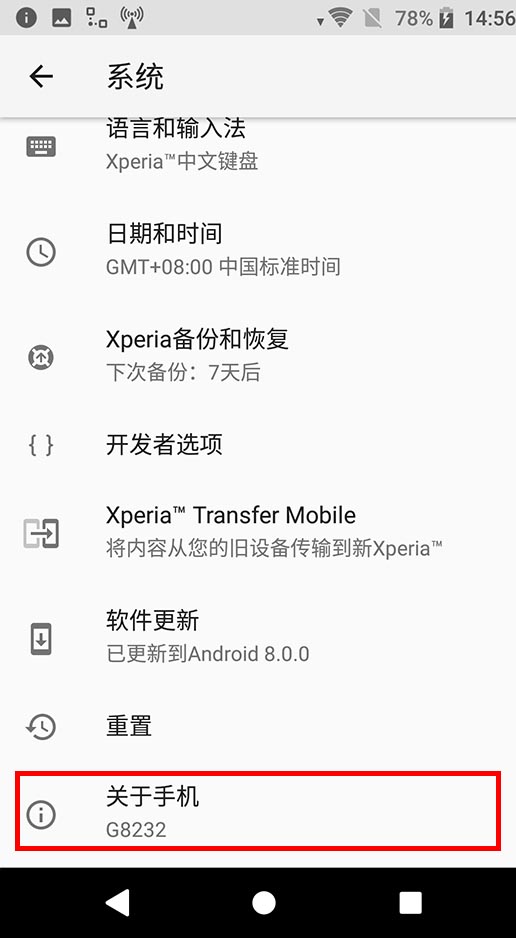 78% 14:56
系统
语言和输入法
Xperia™中文键盘
日期和时间
GMT+08:00 中国标准时间
Xperia备份和恢复
下次备份：7天后
{ } 开发者选项
Xperia™ Transfer Mobile
将内容从您的旧设备传输到新Xperia™
软件更新
已更新到Android 8.0.0
重置
关于手机
G8232